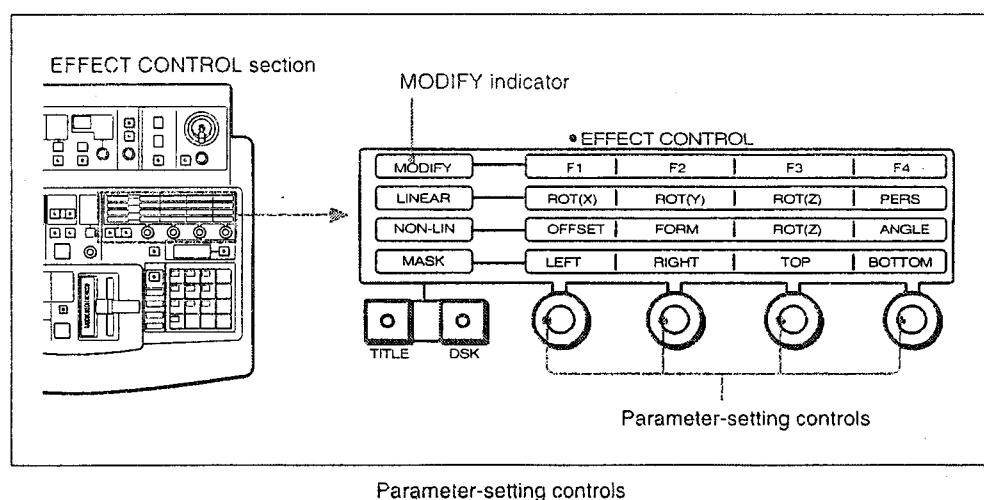 EFFECT CONTROL section
MODIFY indicator
EFFECT CONTROL
MODIFY F1 F2 F3 F4
LINEAR ROT(X) ROT(Y) ROT(Z) PERS
NON-LIN OFFSET FORM ROT(Z) ANGLE
MASK LEFT RIGHT TOP BOTTOM
TITLE DSK
Parameter-setting controls
Parameter-setting controls